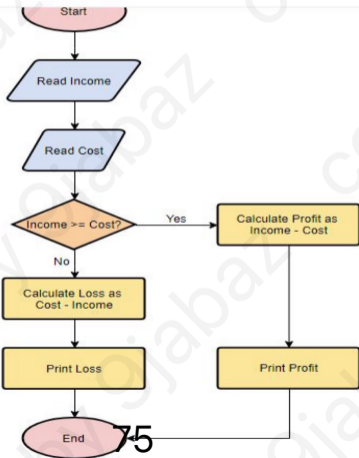 Start
Read Income
Read Cost
Income >= Cost?
Yes
Calculate Profit as
Income - Cost
No
Calculate Loss as
Cost - Income
Print Loss
Print Profit
End
75